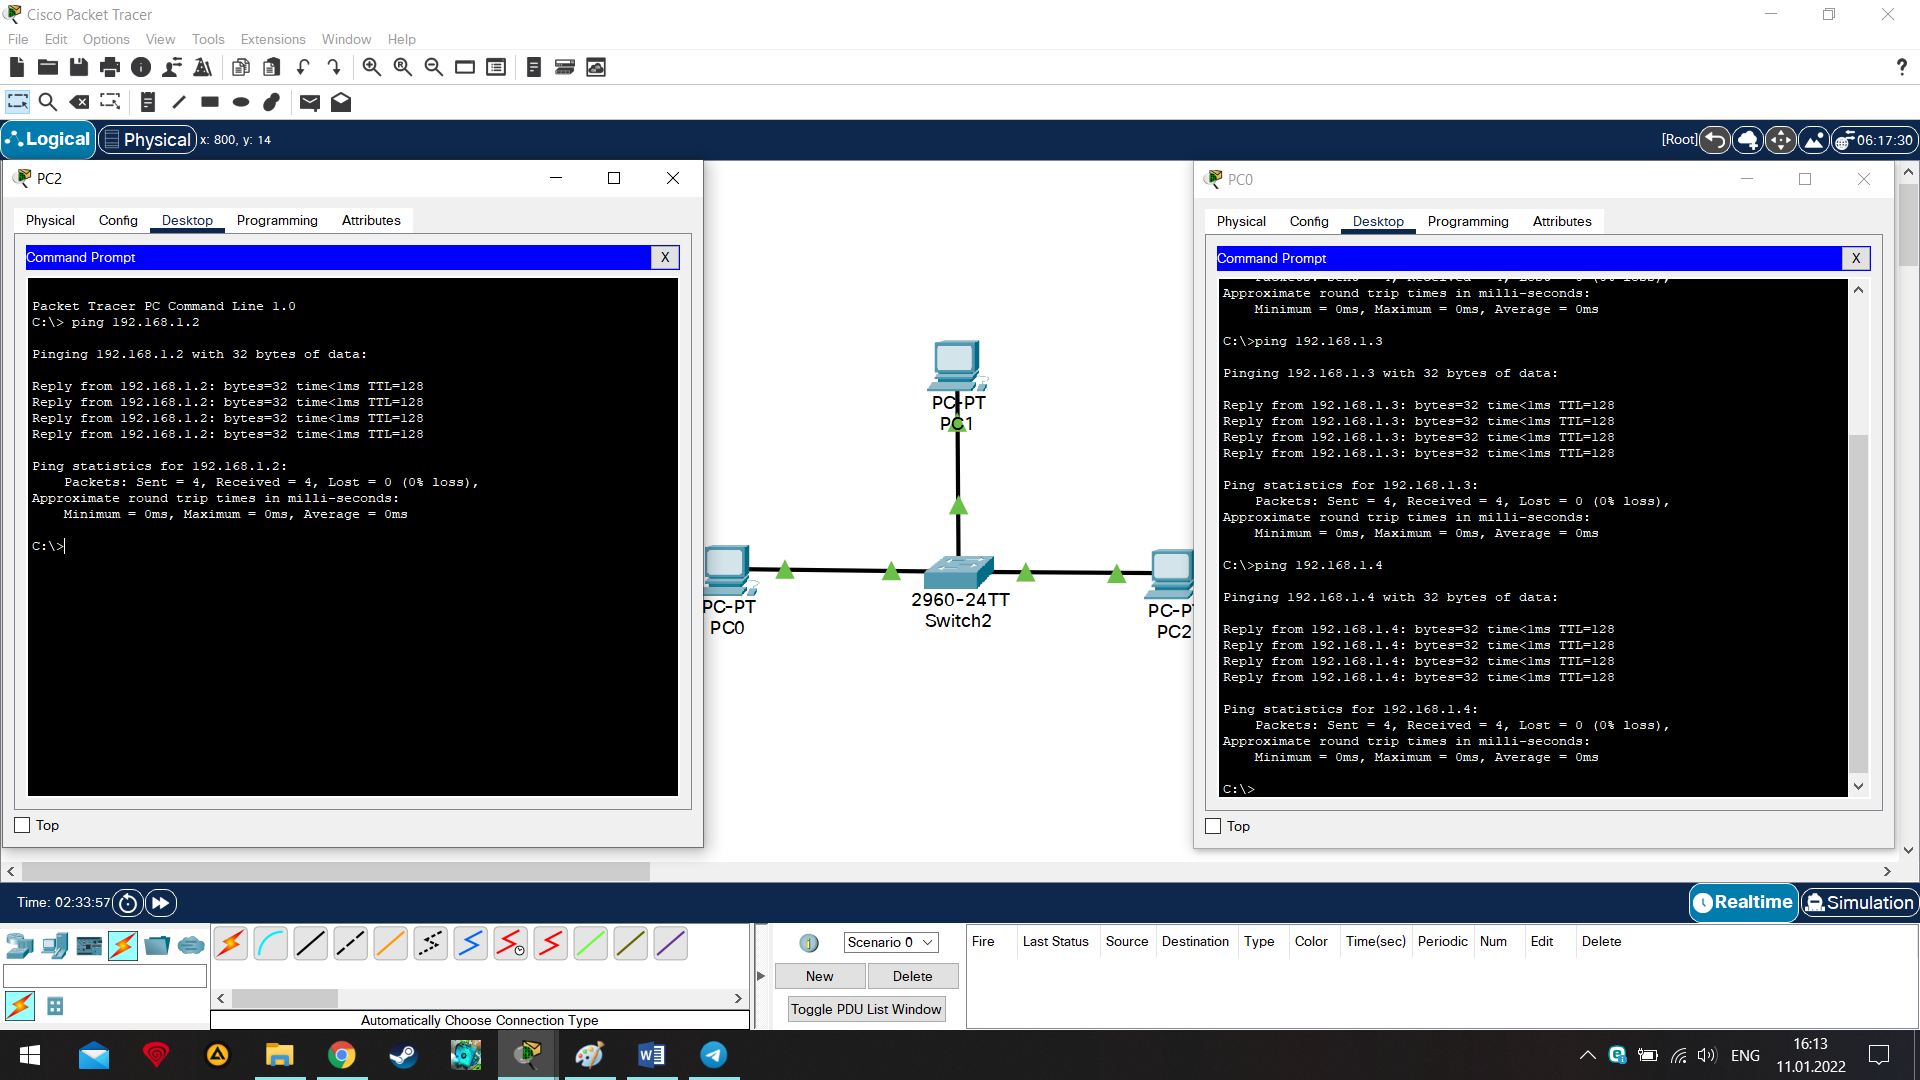 Cisco Packet Tracer
File Edit Options View Tools Extensions Window Help
Logical Physical x: 800, y: 14
[Root] 06:17:30
PC2
Physical Config Desktop Programming Attributes
Command Prompt X
Packet Tracer PC Command Line 1.0
C:\> ping 192.168.1.2
Pinging 192.168.1.2 with 32 bytes of data:
Reply from 192.168.1.2: bytes=32 time<1ms TTL=128
Reply from 192.168.1.2: bytes=32 time<1ms TTL=128
Reply from 192.168.1.2: bytes=32 time<1ms TTL=128
Reply from 192.168.1.2: bytes=32 time<1ms TTL=128
Ping statistics for 192.168.1.2:
Packets: Sent = 4, Received = 4, Lost = 0 (0% loss),
Approximate round trip times in milli-seconds:
Minimum = 0ms, Maximum = 0ms, Average = 0ms
C:\>
Top
PC-PT
PC1
PC-PT
PC0
2960-24TT
Switch2
PC-PT
PC2
PC0
Physical Config Desktop Programming Attributes
Command Prompt X
Packets: Sent = 4, Received = 4, Lost = 0 (0% loss),
Approximate round trip times in milli-seconds:
Minimum = 0ms, Maximum = 0ms, Average = 0ms
C:\>ping 192.168.1.3
Pinging 192.168.1.3 with 32 bytes of data:
Reply from 192.168.1.3: bytes=32 time<1ms TTL=128
Reply from 192.168.1.3: bytes=32 time<1ms TTL=128
Reply from 192.168.1.3: bytes=32 time<1ms TTL=128
Reply from 192.168.1.3: bytes=32 time<1ms TTL=128
Ping statistics for 192.168.1.3:
Packets: Sent = 4, Received = 4, Lost = 0 (0% loss),
Approximate round trip times in milli-seconds:
Minimum = 0ms, Maximum = 0ms, Average = 0ms
C:\>ping 192.168.1.4
Pinging 192.168.1.4 with 32 bytes of data:
Reply from 192.168.1.4: bytes=32 time<1ms TTL=128
Reply from 192.168.1.4: bytes=32 time<1ms TTL=128
Reply from 192.168.1.4: bytes=32 time<1ms TTL=128
Reply from 192.168.1.4: bytes=32 time<1ms TTL=128
Ping statistics for 192.168.1.4:
Packets: Sent = 4, Received = 4, Lost = 0 (0% loss),
Approximate round trip times in milli-seconds:
Minimum = 0ms, Maximum = 0ms, Average = 0ms
C:\>
Top
Time: 02:33:57
Realtime Simulation
Scenario 0
New Delete
Toggle PDU List Window
Fire Last Status Source Destination Type Color Time(sec) Periodic Num Edit Delete
Automatically Choose Connection Type
ENG
16:13
11.01.2022